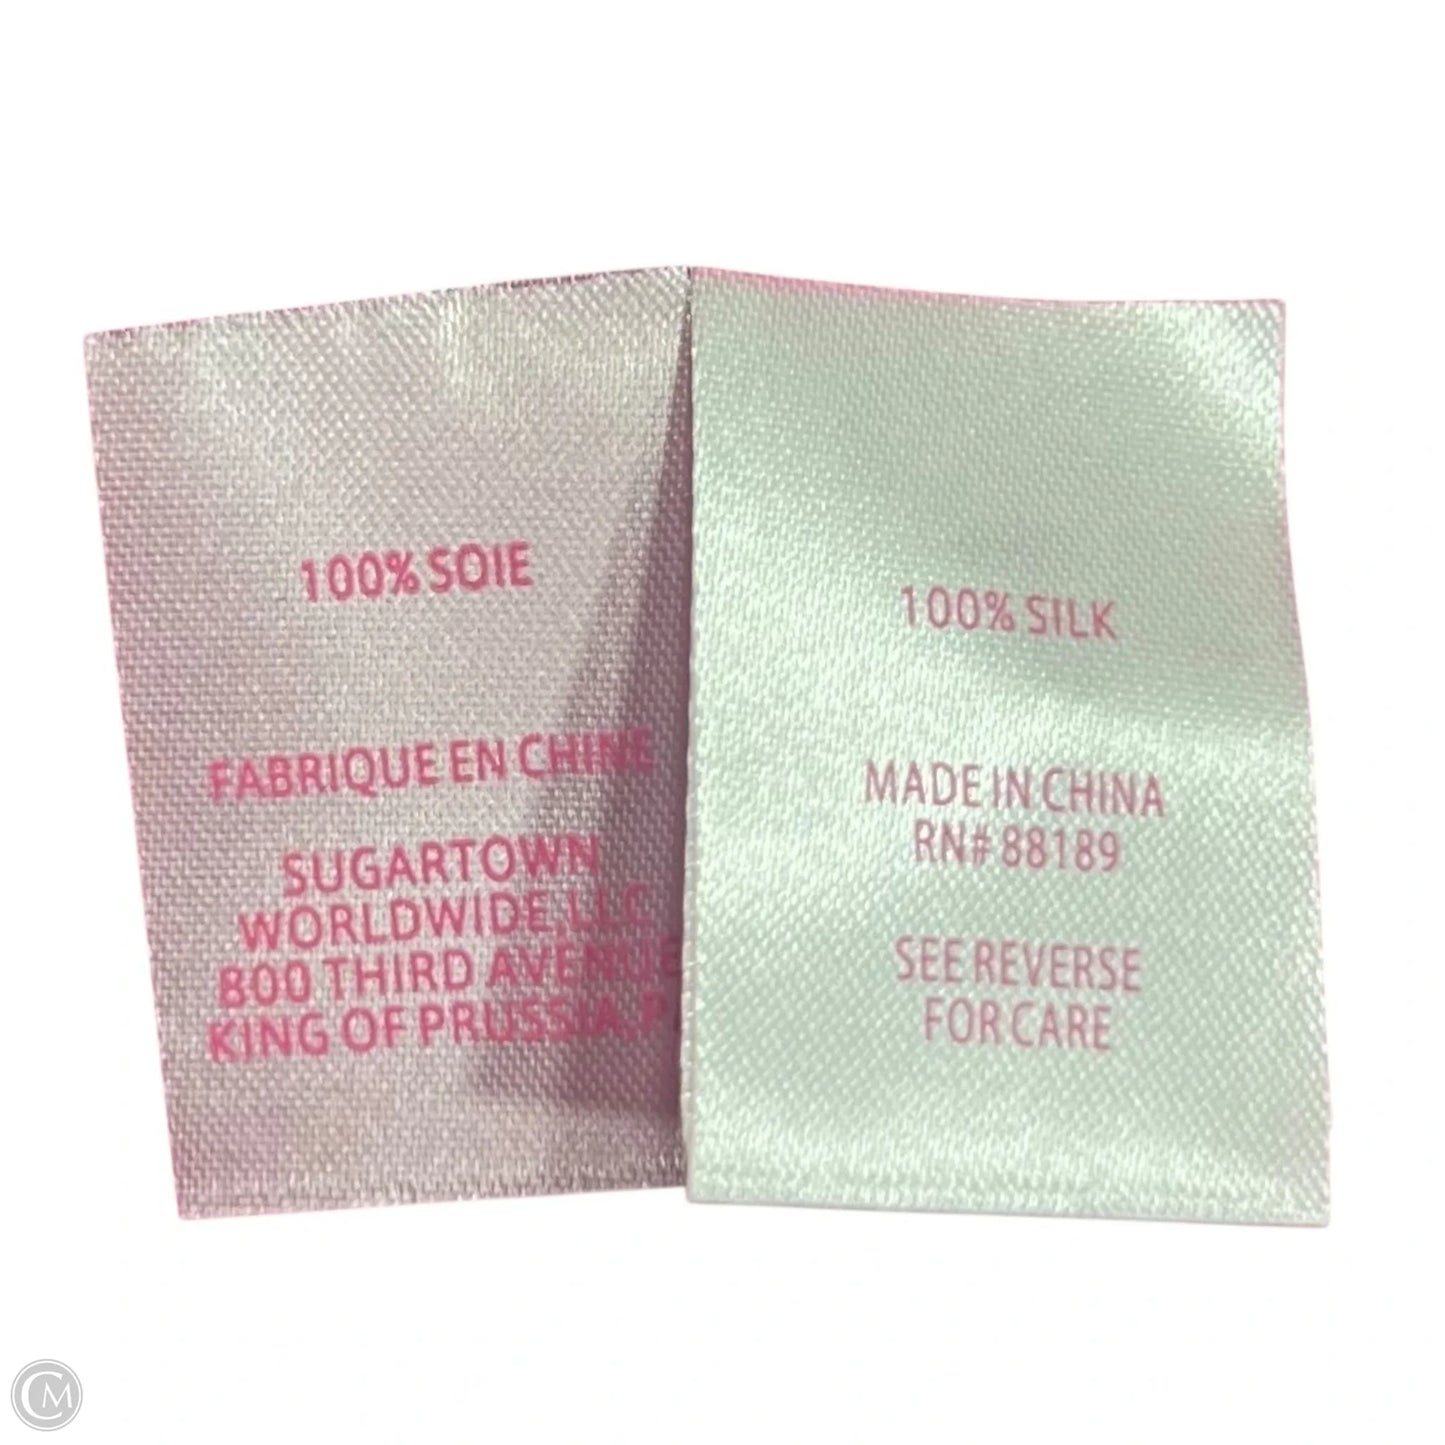 100% SOIE
FABRIQUE EN CHINE
SUGARTOWN
WORLDWIDE, LLC
800 THIRD AVENUE
KING OF PRUSSIA, P
100% SILK
MADE IN CHINA
RN# 88189
SEE REVERSE
FOR CARE
CM